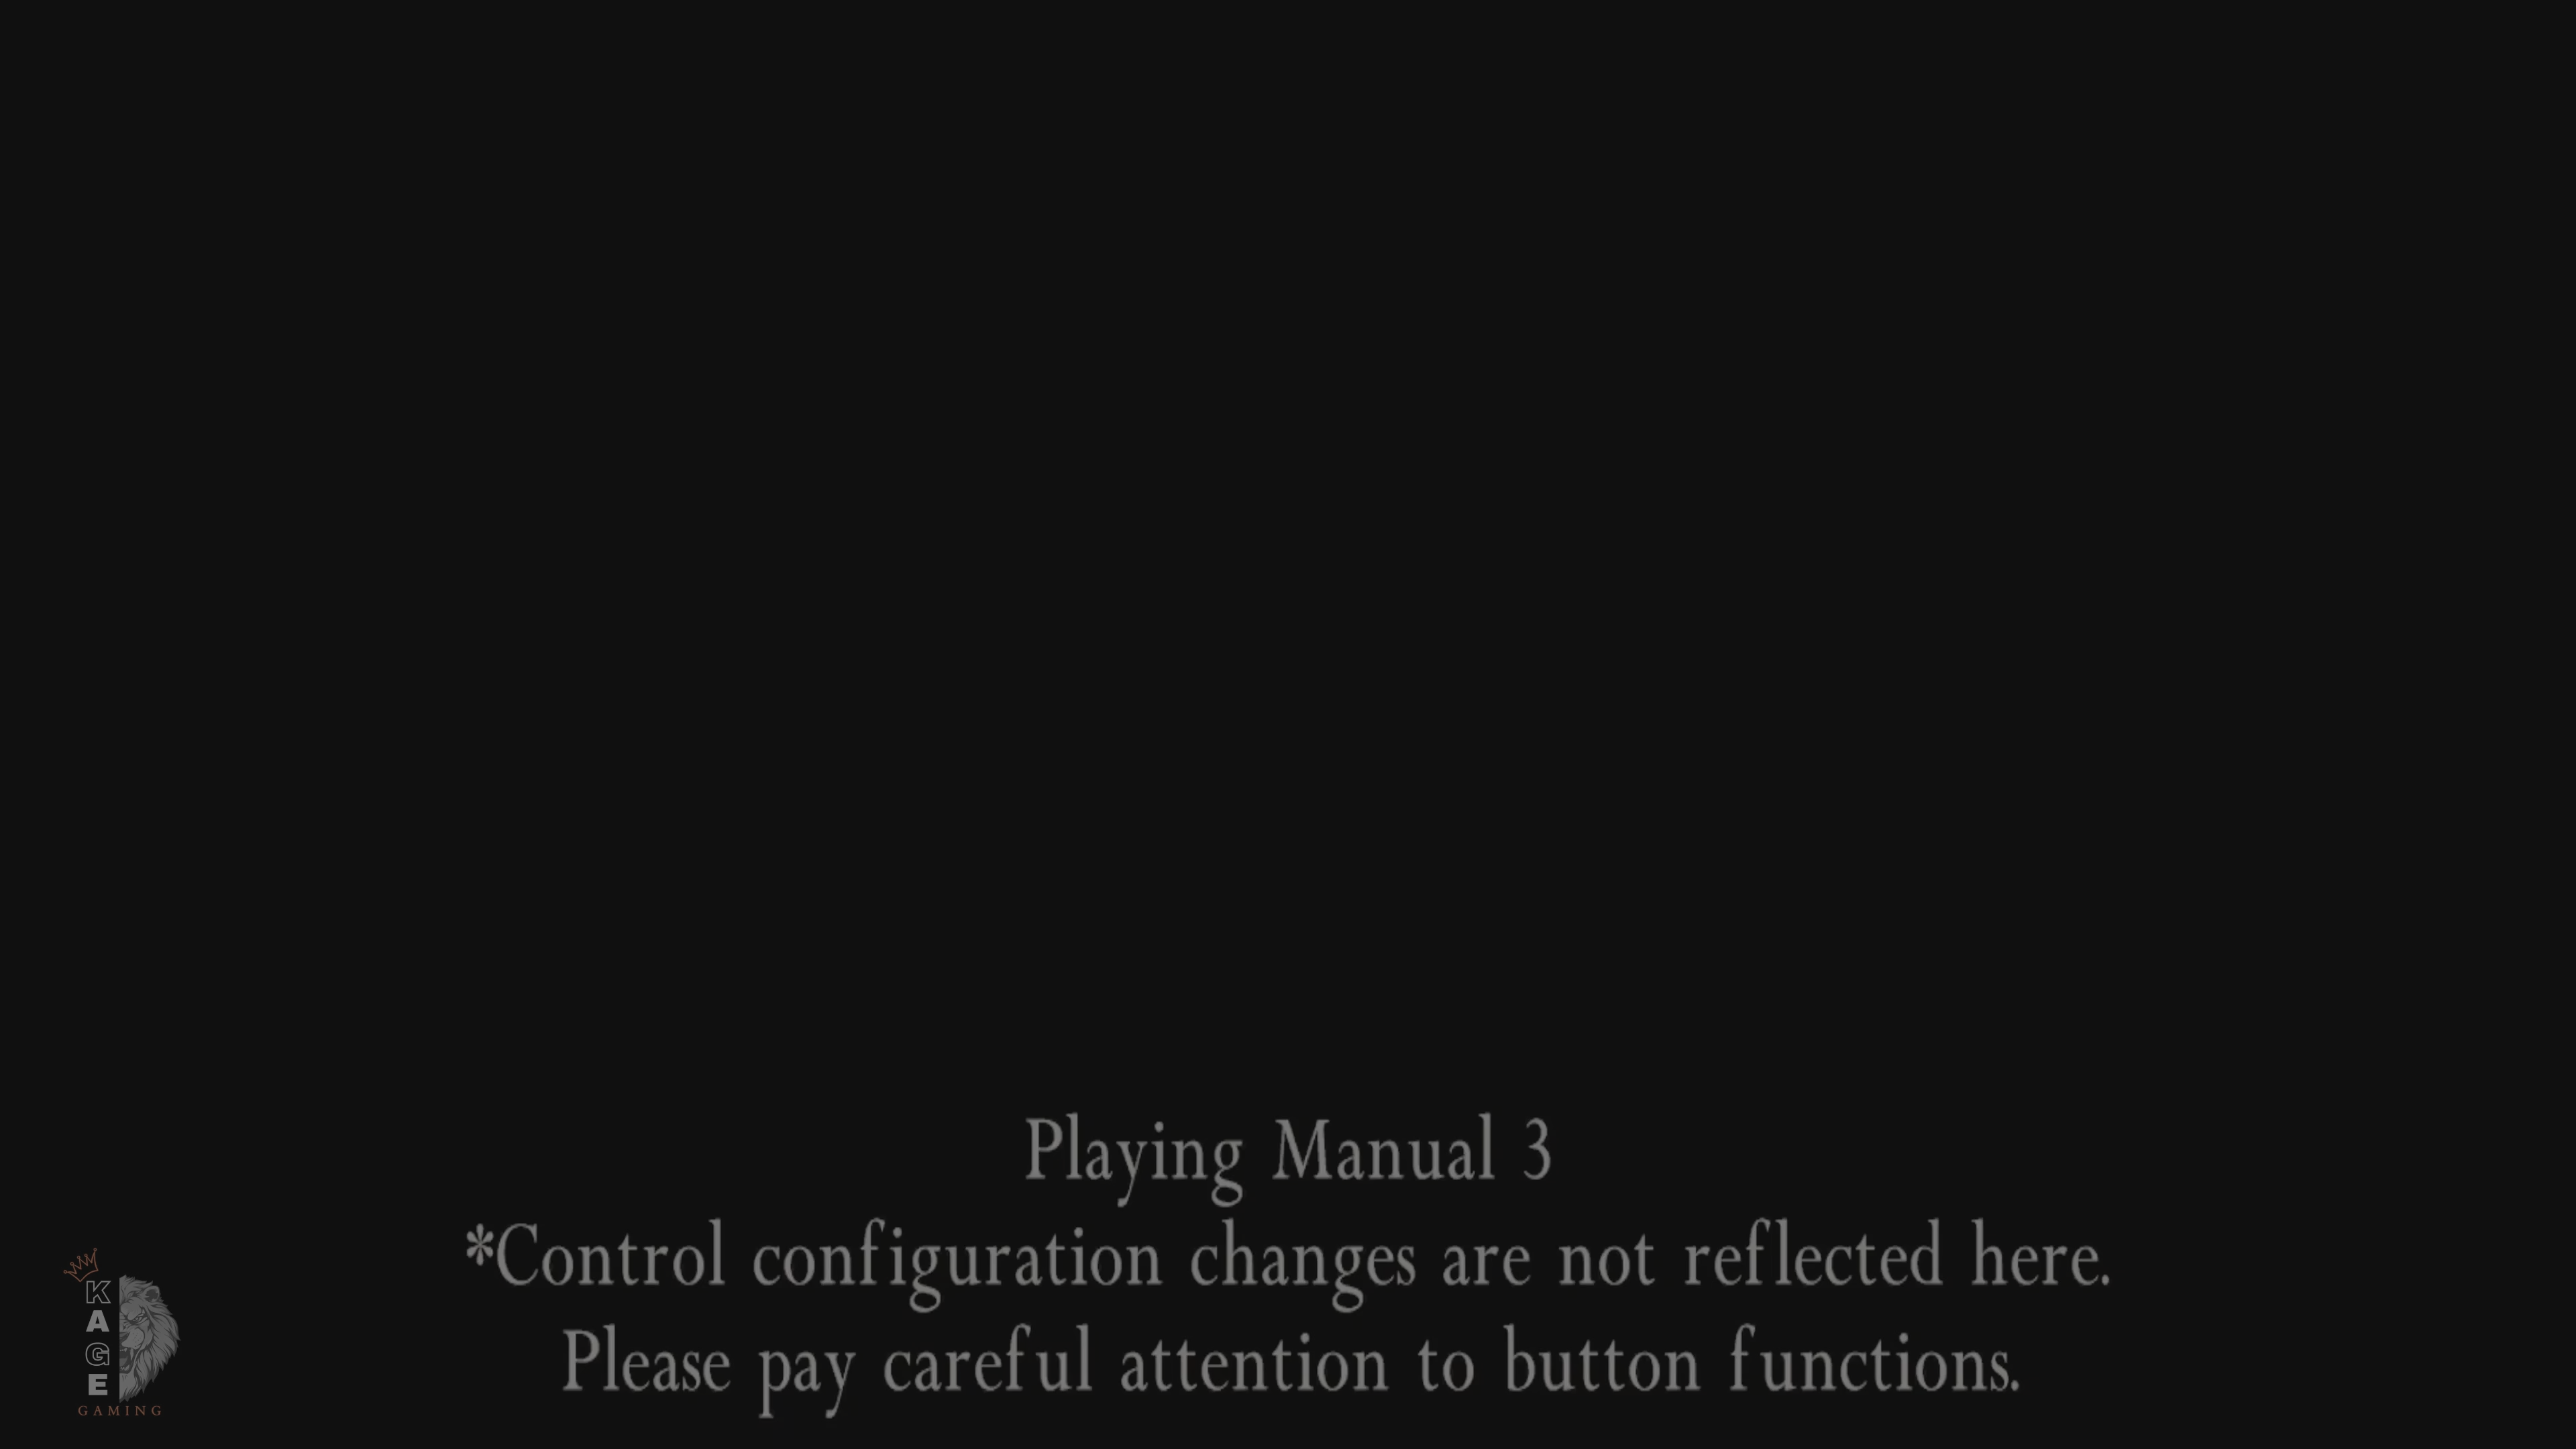 Playing Manual 3
*Control configuration changes are not reflected here.
Please pay careful attention to button functions.
KAGE
GAMING